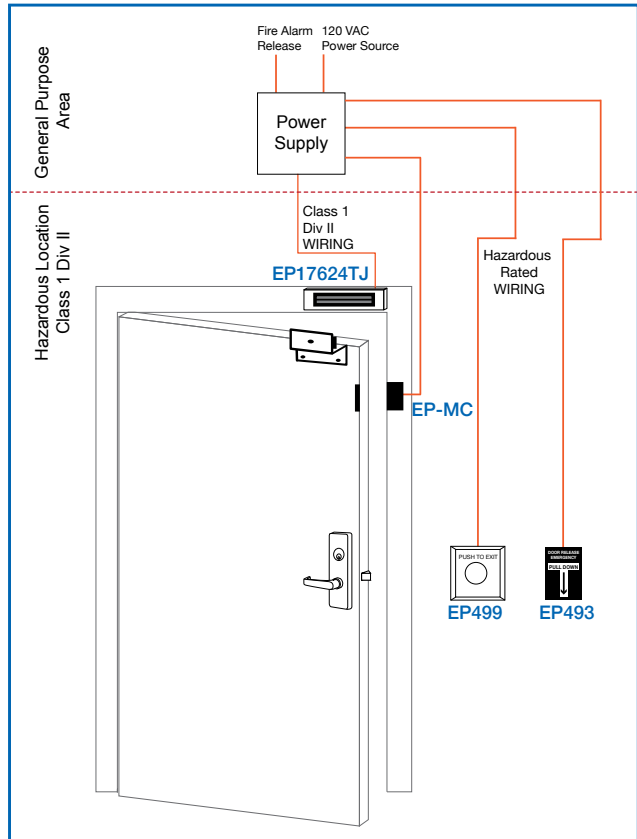 Fire Alarm
Release
120 VAC
Power Source
General Purpose
Area
Power
Supply
Class 1
Div II
WIRING
Hazardous Location
Class 1 Div II
Hazardous
Rated
WIRING
EP17624TJ
EP-MC
PUSH TO EXIT
DOOR RELEASE
EMERGENCY
PULL DOWN
EP499
EP493